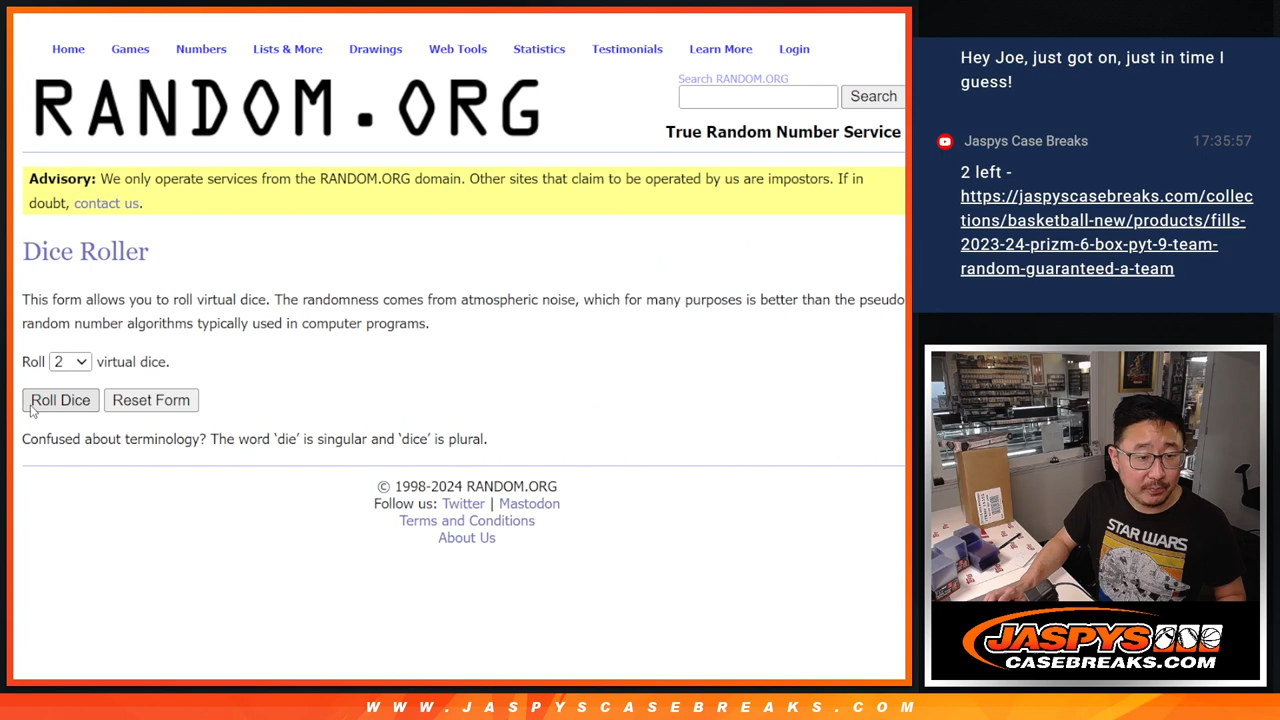 Home Games Numbers Lists & More Drawings Web Tools Statistics Testimonials Learn More Login
RANDOM.ORG
Search RANDOM.ORG
Search
True Random Number Service
Advisory: We only operate services from the RANDOM.ORG domain. Other sites that claim to be operated by us are impostors. If in
doubt, contact us.
Dice Roller
This form allows you to roll virtual dice. The randomness comes from atmospheric noise, which for many purposes is better than the pseudo
random number algorithms typically used in computer programs.
Roll 2 virtual dice.
Roll Dice Reset Form
Confused about terminology? The word ‘die’ is singular and ‘dice’ is plural.
© 1998-2024 RANDOM.ORG
Follow us: Twitter | Mastodon
Terms and Conditions
About Us
Hey Joe, just got on, just in time I
guess!
Jaspys Case Breaks 17:35:57
2 left -
https://jaspyscasebreaks.com/collec
tions/basketball-new/products/fills-
2023-24-prizm-6-box-pyt-9-team-
random-guaranteed-a-team
STAR WARS
JASPYS
CASEBREAKS.COM
WWW.JASPYSCASEBREAKS.COM